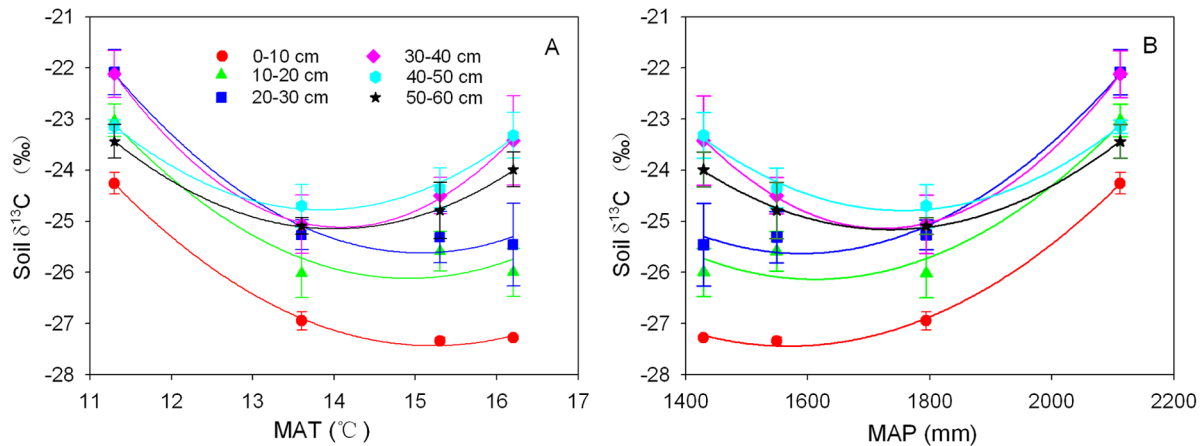 -21
-22
-23
-24
-25
-26
-27
-28
Soil δ¹³C (‰)
A
0-10 cm
10-20 cm
20-30 cm
30-40 cm
40-50 cm
50-60 cm
11 12 13 14 15 16 17
MAT (℃)
-21
-22
-23
-24
-25
-26
-27
-28
Soil δ¹³C (‰)
B
1400 1600 1800 2000 2200
MAP (mm)